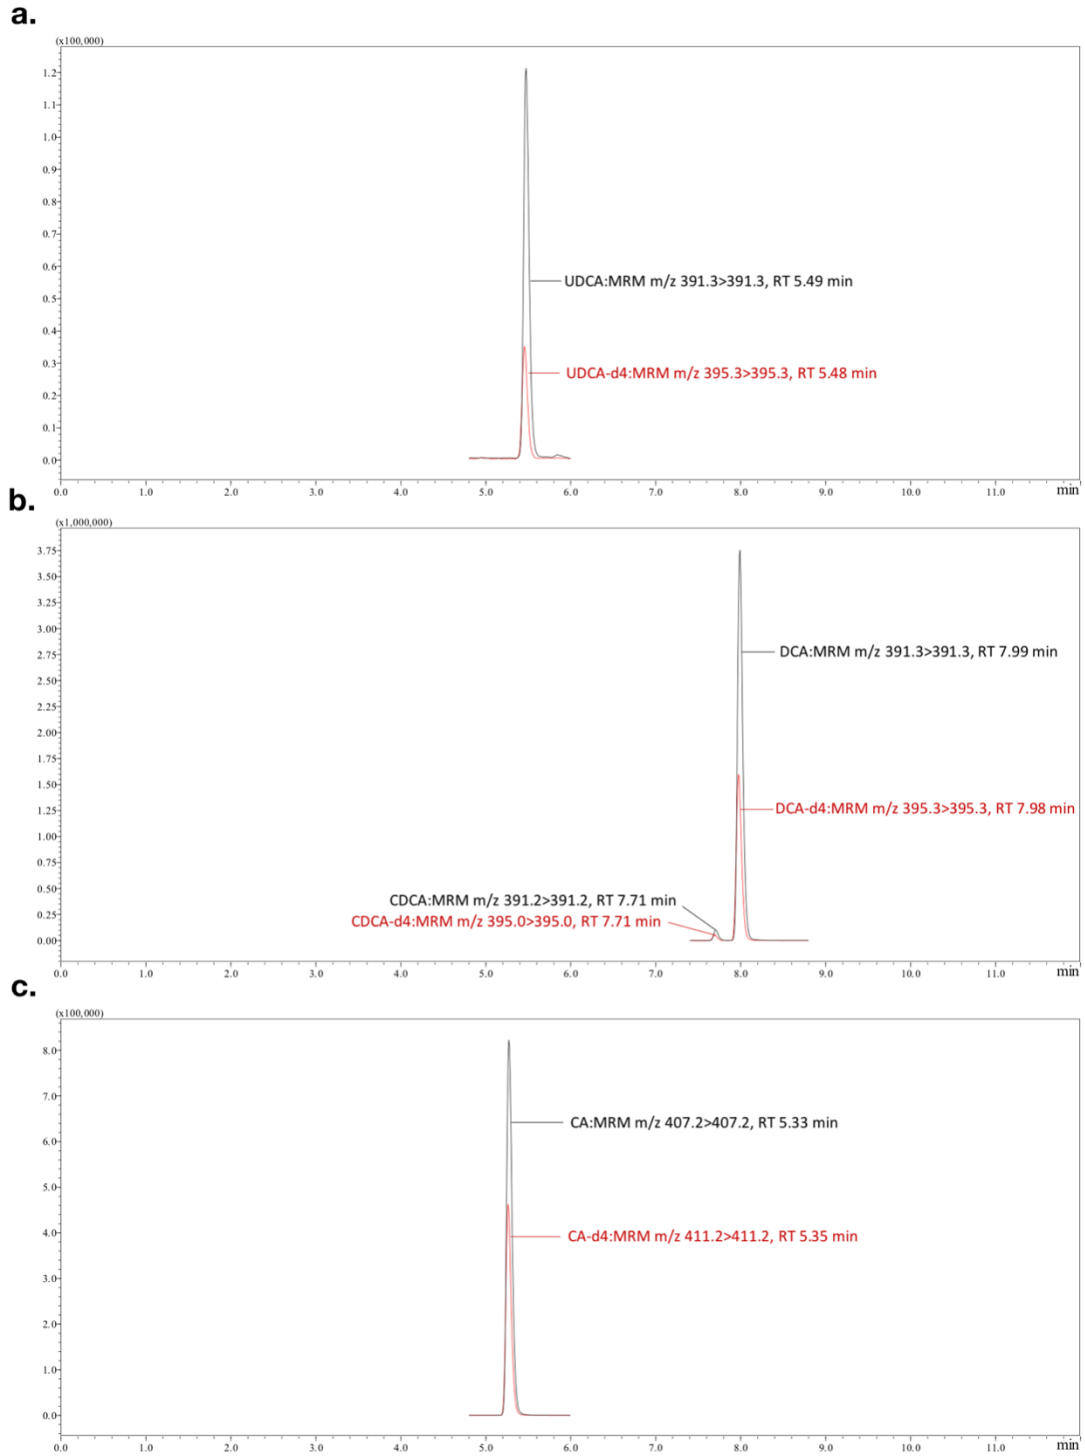 a.
(x100,000)
1.2
1.1
1.0
0.9
0.8
0.7
0.6
0.5
0.4
0.3
0.2
0.1
0.0
UDCA:MRM m/z 391.3>391.3, RT 5.49 min
UDCA-d4:MRM m/z 395.3>395.3, RT 5.48 min
0.0 1.0 2.0 3.0 4.0 5.0 6.0 7.0 8.0 9.0 10.0 11.0 min
b.
(x1,000,000)
3.75
3.50
3.25
3.00
2.75
2.50
2.25
2.00
1.75
1.50
1.25
1.00
0.75
0.50
0.25
0.00
DCA:MRM m/z 391.3>391.3, RT 7.99 min
DCA-d4:MRM m/z 395.3>395.3, RT 7.98 min
CDCA:MRM m/z 391.2>391.2, RT 7.71 min
CDCA-d4:MRM m/z 395.0>395.0, RT 7.71 min
0.0 1.0 2.0 3.0 4.0 5.0 6.0 7.0 8.0 9.0 10.0 11.0 min
c.
(x100,000)
8.0
7.0
6.0
5.0
4.0
3.0
2.0
1.0
0.0
CA:MRM m/z 407.2>407.2, RT 5.33 min
CA-d4:MRM m/z 411.2>411.2, RT 5.35 min
0.0 1.0 2.0 3.0 4.0 5.0 6.0 7.0 8.0 9.0 10.0 11.0 min